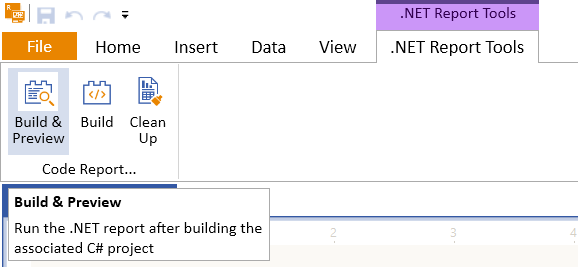 .NET Report Tools
File Home Insert Data View .NET Report Tools
Build & Preview
Build
Clean Up
Code Report...
Build & Preview
Run the .NET report after building the
associated C# project
2 3 4